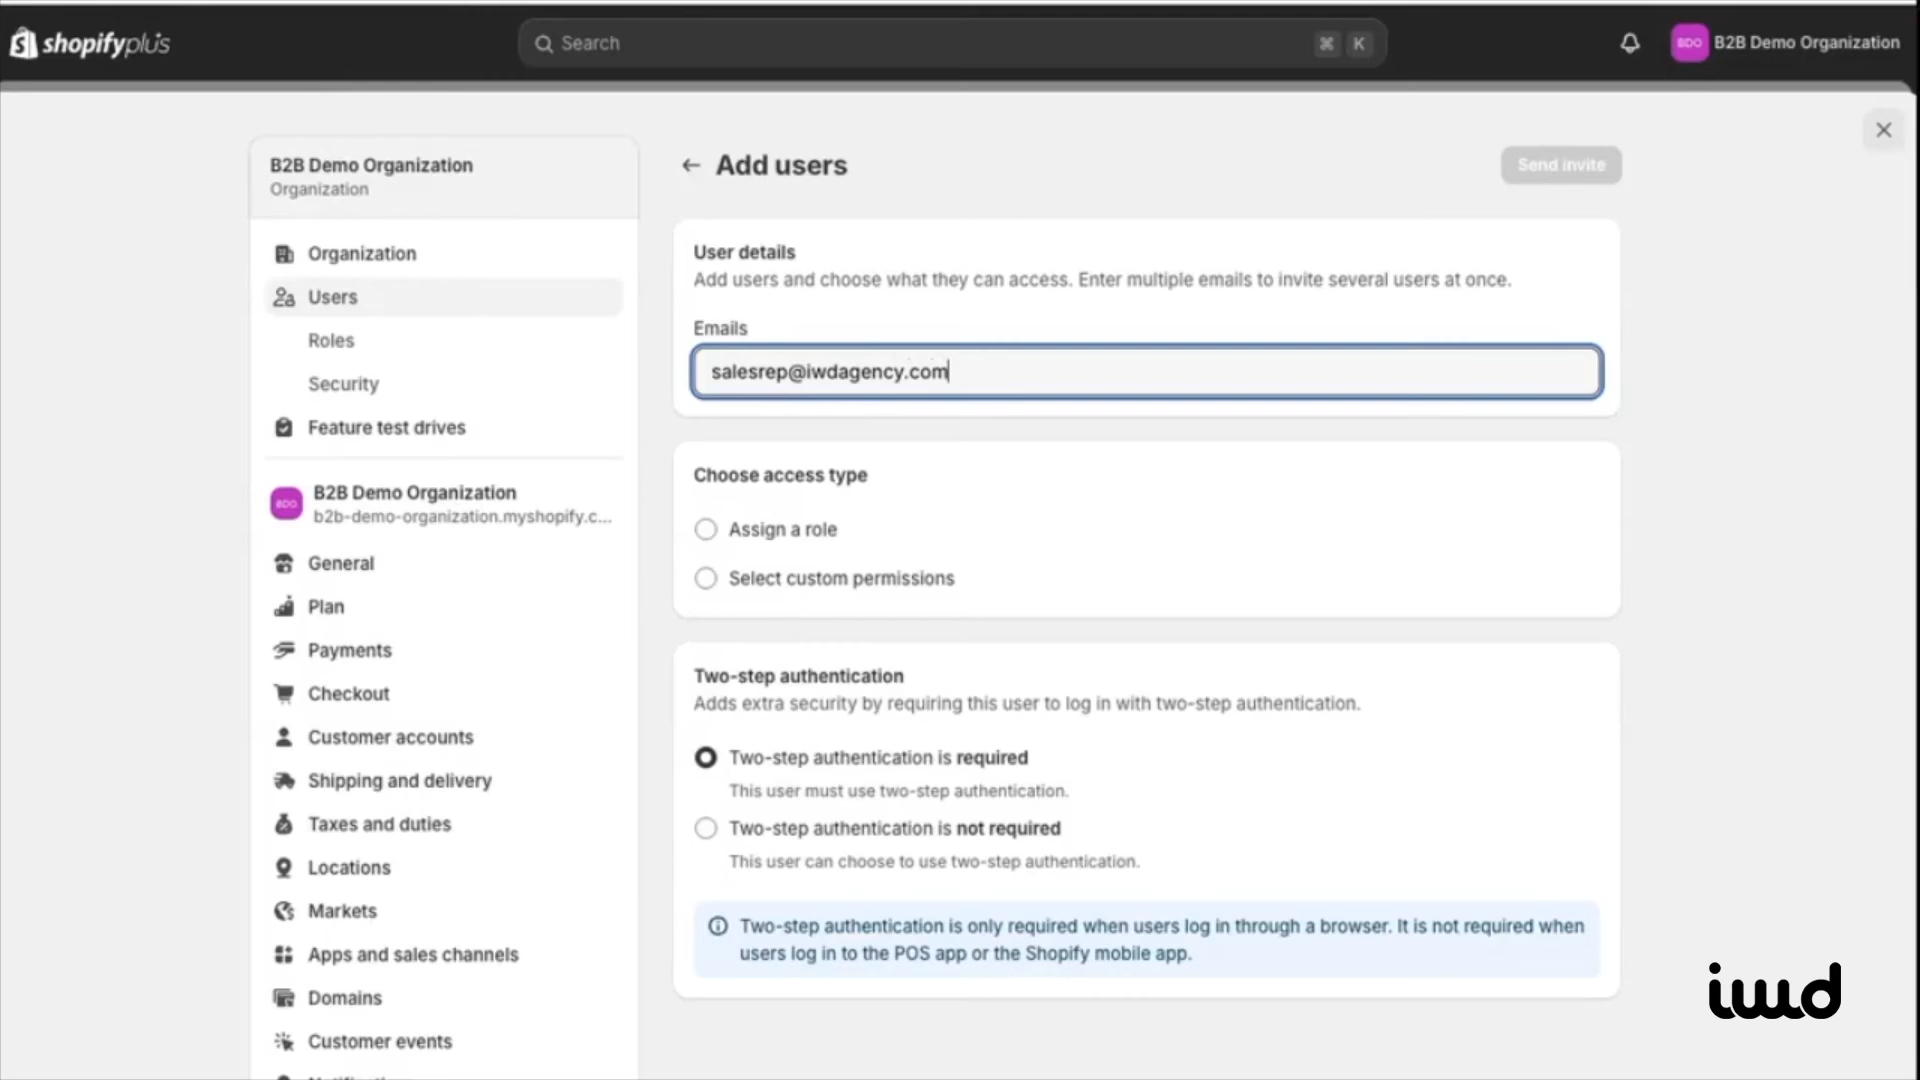 shopifyplus
Search
⌘ K
BDO
B2B Demo Organization
B2B Demo Organization
Organization
Organization
Users
Roles
Security
Feature test drives
BDO
B2B Demo Organization
b2b-demo-organization.myshopify.c...
General
Plan
Payments
Checkout
Customer accounts
Shipping and delivery
Taxes and duties
Locations
Markets
Apps and sales channels
Domains
Customer events
Add users
Send invite
User details
Add users and choose what they can access. Enter multiple emails to invite several users at once.
Emails
salesrep@iwdagency.com
Choose access type
Assign a role
Select custom permissions
Two-step authentication
Adds extra security by requiring this user to log in with two-step authentication.
Two-step authentication is required
This user must use two-step authentication.
Two-step authentication is not required
This user can choose to use two-step authentication.
Two-step authentication is only required when users log in through a browser. It is not required when
users log in to the POS app or the Shopify mobile app.
iwd